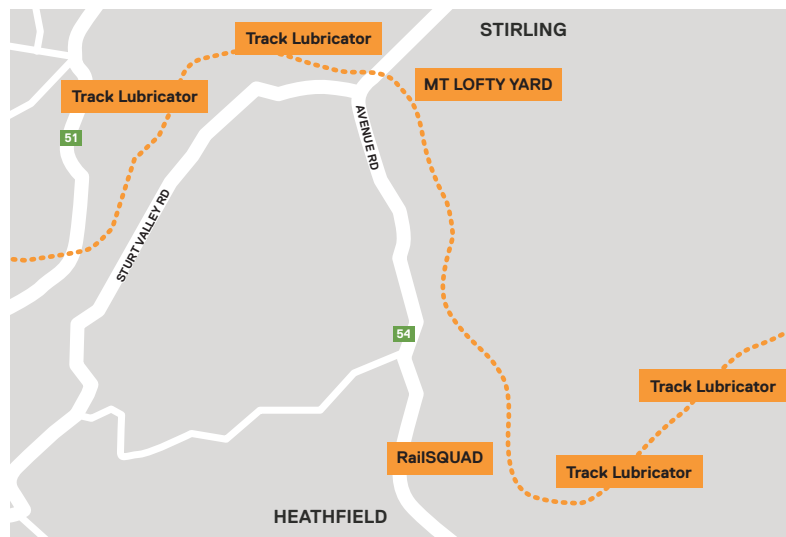 STIRLING
Track Lubricator
MT LOFTY YARD
Track Lubricator
AVENUE RD
51
STURT VALLEY RD
54
Track Lubricator
RailSQUAD
Track Lubricator
HEATHFIELD